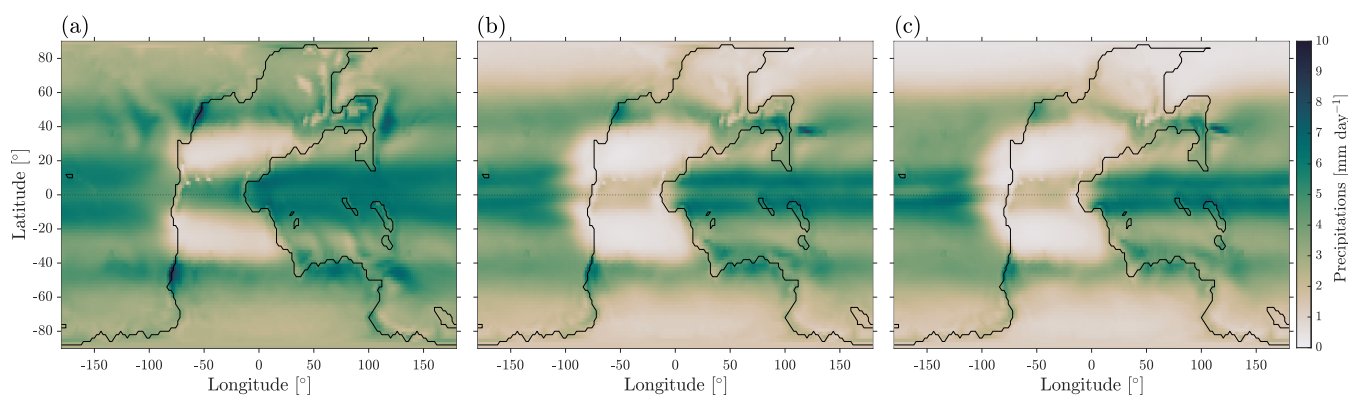 (a) (b) (c)
80 60 40 20 0 -20 -40 -60 -80
Latitude [°]
-150 -100 -50 0 50 100 150
-150 -100 -50 0 50 100 150
-150 -100 -50 0 50 100 150
Longitude [°] Longitude [°] Longitude [°]
10 9 8 7 6 5 4 3 2 1 0
Precipitations [mm day⁻¹]